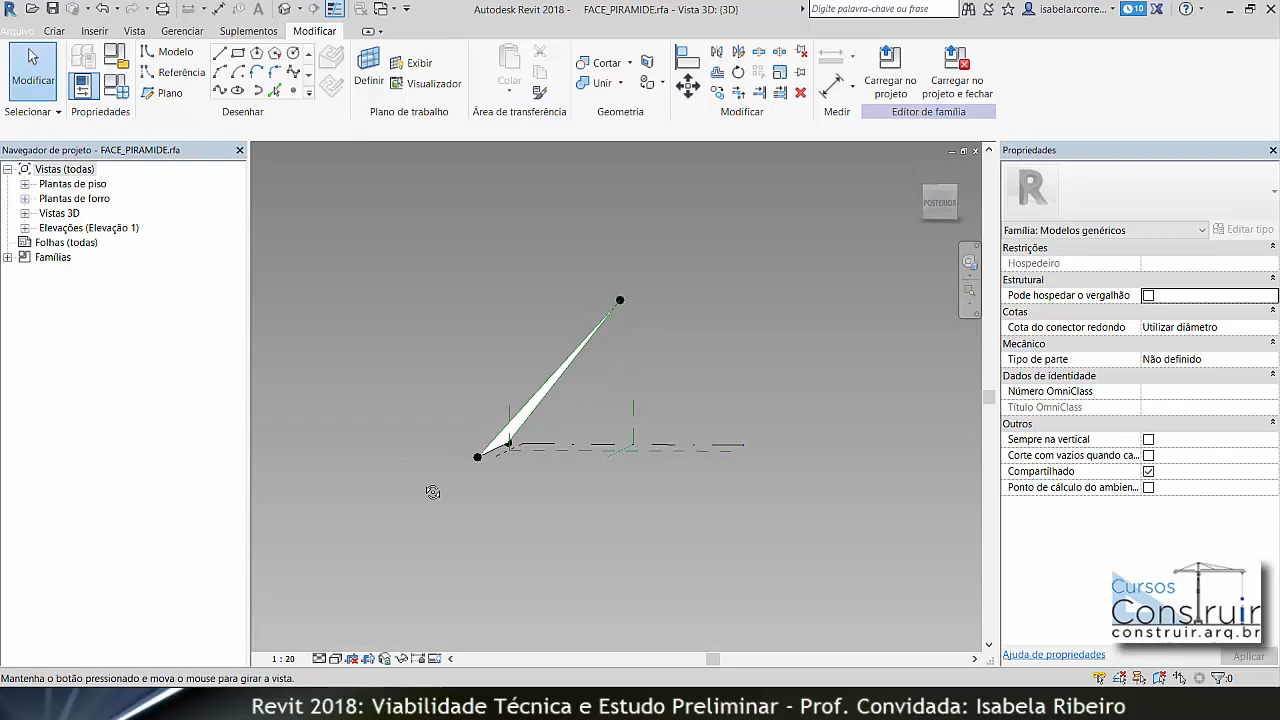 Autodesk Revit 2018 - FACE_PIRAMIDE.rfa - Vista 3D: {3D}
Digite palavra-chave ou frase
isabela.rcorre...
10
Arquivo Criar Inserir Vista Gerenciar Suplementos Modificar
Modificar
Modelo
Referência
Plano
Definir
Exibir
Visualizador
Colar
Cortar
Unir
Carregar no projeto
Carregar no projeto e fechar
Selecionar Propriedades Desenhar Plano de trabalho Área de transferência Geometria Modificar Medir Editor de família
Navegador de projeto - FACE_PIRAMIDE.rfa
Vistas (todas)
Plantas de piso
Plantas de forro
Vistas 3D
Elevações (Elevação 1)
Folhas (todas)
Famílias
POSTERIOR
Propriedades
R
Família: Modelos genéricos
Editar tipo
Restrições
Hospedeiro
Estrutural
Pode hospedar o vergalhão
Cotas
Cota do conector redondo Utilizar diâmetro
Mecânico
Tipo de parte Não definido
Dados de identidade
Número OmniClass
Título OmniClass
Outros
Sempre na vertical
Corte com vazios quando ca...
Compartilhado
Ponto de cálculo do ambien...
Cursos
Construir
construir.arq.br
Ajuda de propriedades
Aplicar
1 : 20
Mantenha o botão pressionado e mova o mouse para girar a vista.
:0
Revit 2018: Viabilidade Técnica e Estudo Preliminar - Prof. Convidada: Isabela Ribeiro